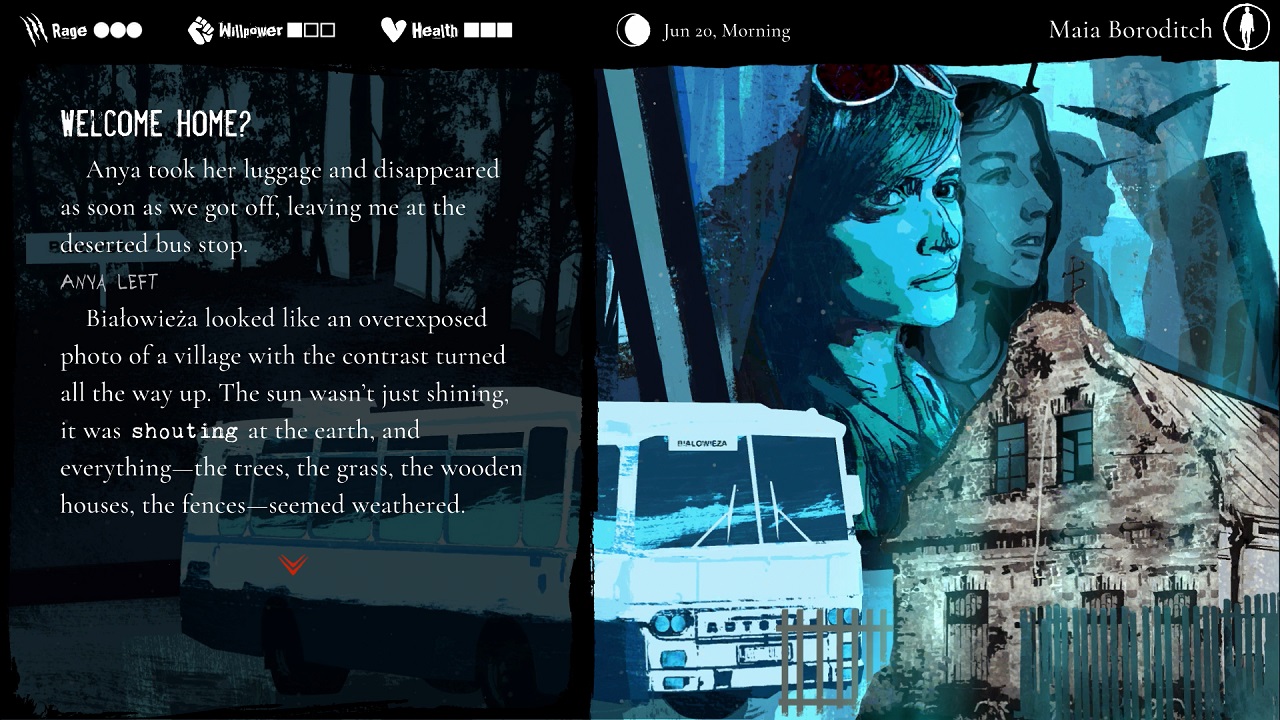 Rage Willpower Health Jun 20, Morning Maia Boroditch
WELCOME HOME?
Anya took her luggage and disappeared
as soon as we got off, leaving me at the
deserted bus stop.
ANYA LEFT
Białowieża looked like an overexposed
photo of a village with the contrast turned
all the way up. The sun wasn't just shining,
it was shouting at the earth, and
everything—the trees, the grass, the wooden
houses, the fences—seemed weathered.
BIAŁOWIEŻA
AUTO